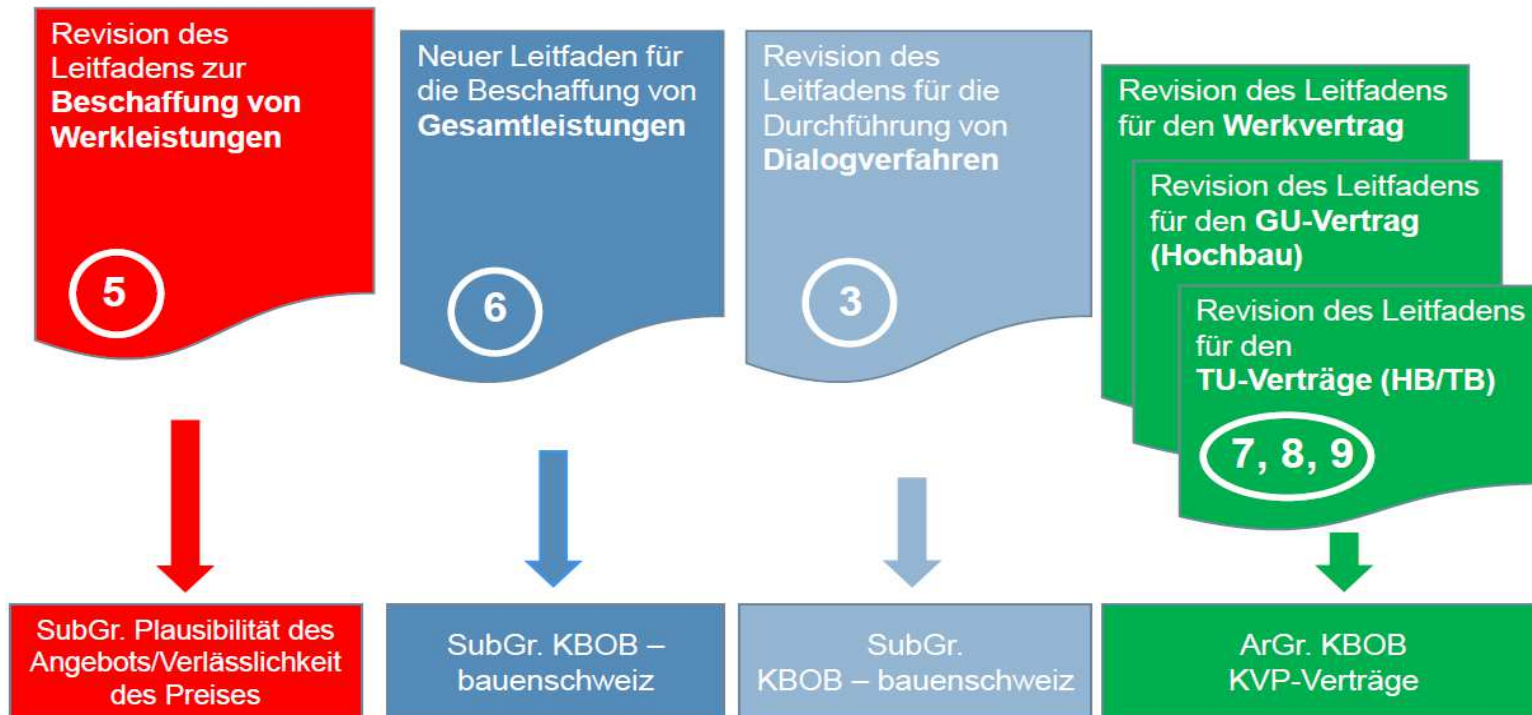 Revision des
Leitfadens zur
Beschaffung von
Werkleistungen
5
Neuer Leitfaden für
die Beschaffung von
Gesamtleistungen
6
Revision des
Leitfadens für die
Durchführung von
Dialogverfahren
3
Revision des Leitfadens
für den Werkvertrag
Revision des Leitfadens
für den GU-Vertrag
(Hochbau)
Revision des Leitfadens
für den
TU-Verträge (HB/TB)
7, 8, 9
SubGr. Plausibilität des
Angebots/Verlässlichkeit
des Preises
SubGr. KBOB –
bauenschweiz
SubGr.
KBOB – bauenschweiz
ArGr. KBOB
KVP-Verträge